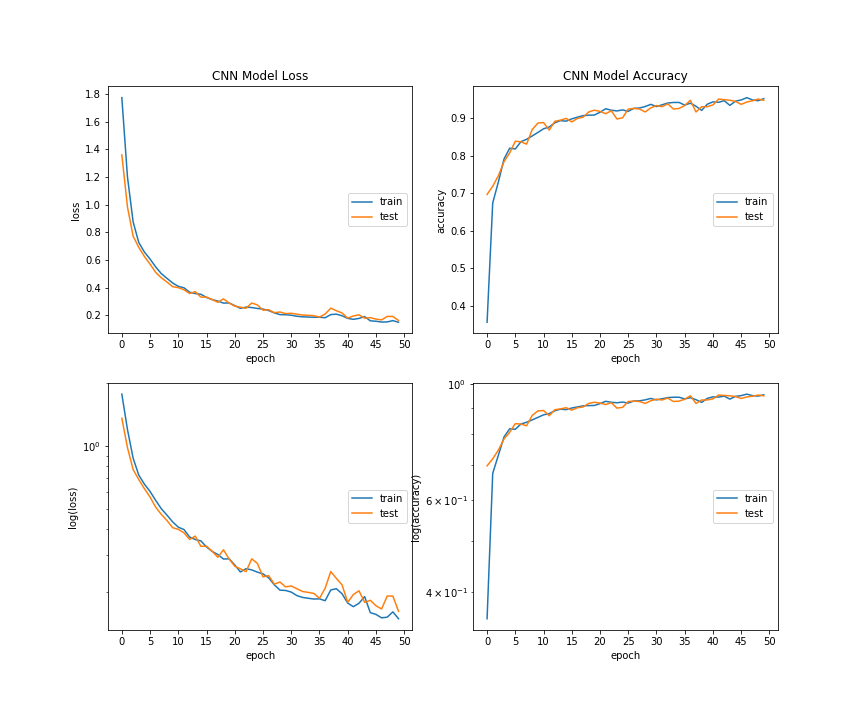 CNN Model Loss
1.8
1.6
1.4
1.2
1.0
0.8
0.6
0.4
0.2
loss
train
test
0 5 10 15 20 25 30 35 40 45 50
epoch
CNN Model Accuracy
0.9
0.8
0.7
0.6
0.5
0.4
accuracy
train
test
0 5 10 15 20 25 30 35 40 45 50
epoch
10⁰
log(loss)
train
test
0 5 10 15 20 25 30 35 40 45 50
epoch
10⁰
6 × 10⁻¹
4 × 10⁻¹
log(accuracy)
train
test
0 5 10 15 20 25 30 35 40 45 50
epoch